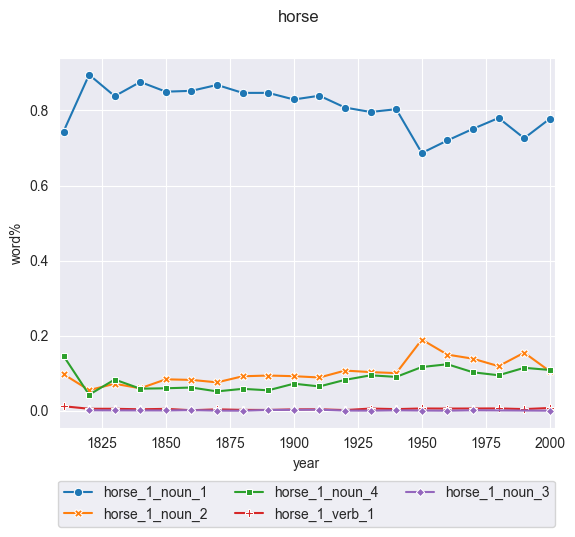 horse
0.8
0.6
0.4
0.2
0.0
word%
1825 1850 1875 1900 1925 1950 1975 2000
year
horse_1_noun_1 horse_1_noun_4 horse_1_noun_3
horse_1_noun_2 horse_1_verb_1